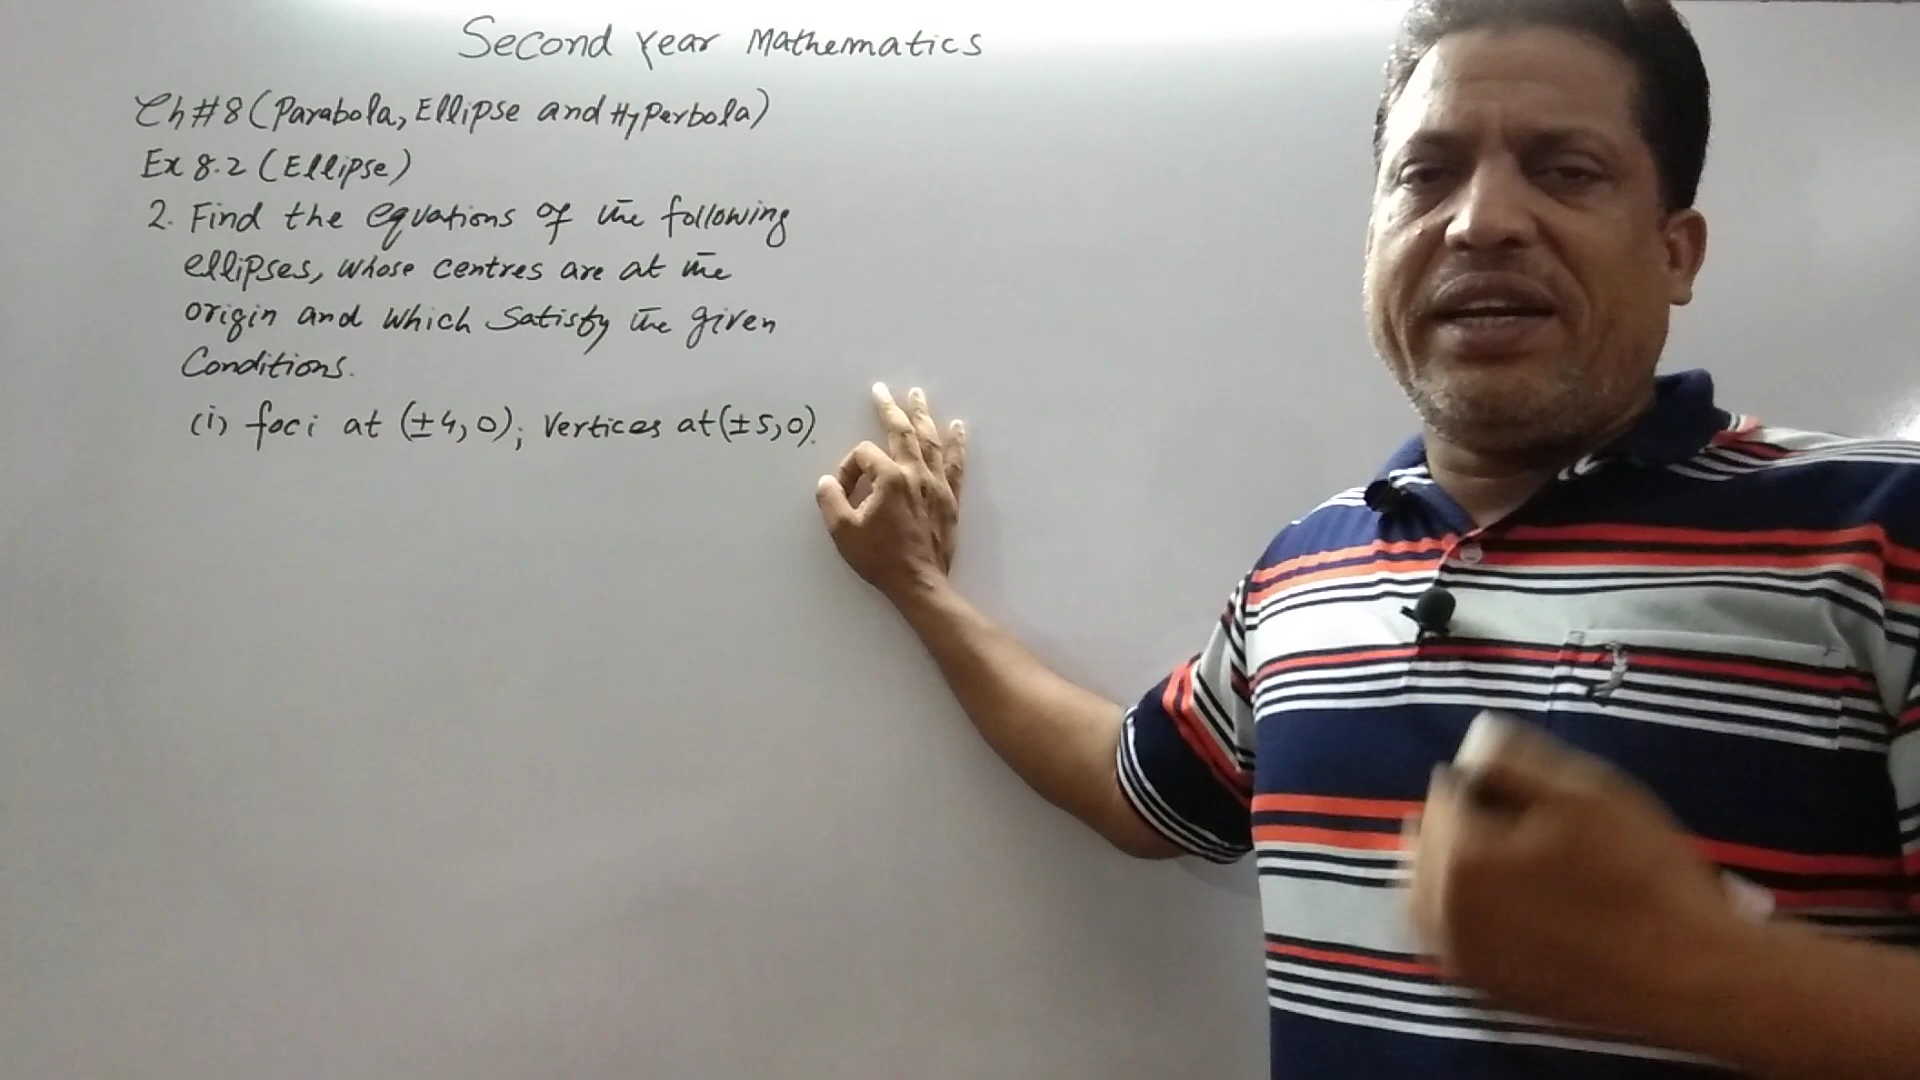 Second Year Mathematics
Ch#8 (Parabola, Ellipse and Hyperbola)
Ex 8.2 (Ellipse)
2. Find the equations of the following
ellipses, whose centres are at the
origin and which satisfy the given
Conditions.
(i) foci at (±4,0); Vertices at (±5,0).